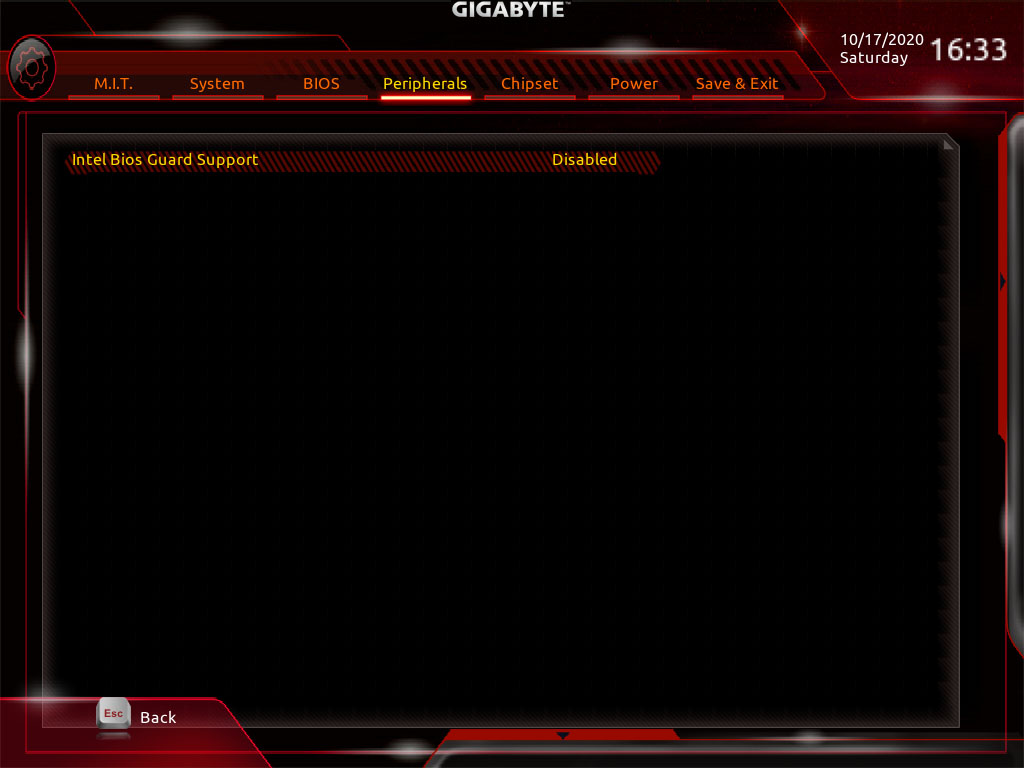 GIGABYTE™
10/17/2020
Saturday
16:33
M.I.T. System BIOS Peripherals Chipset Power Save & Exit
Intel Bios Guard Support Disabled
Esc Back